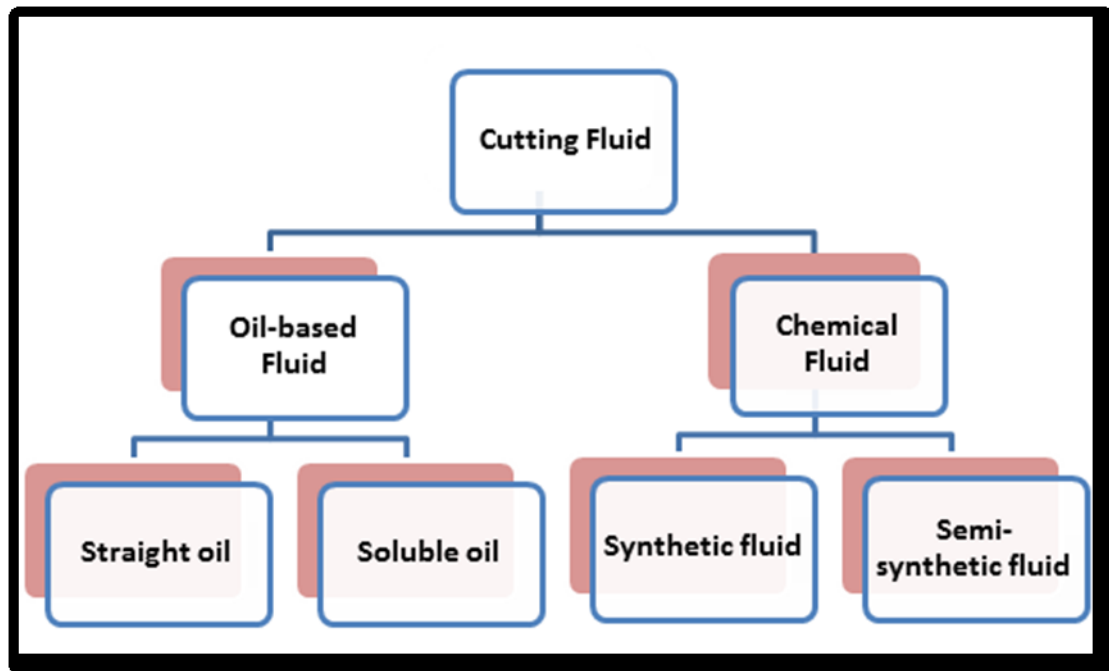 Cutting Fluid
Oil-based
Fluid
Chemical
Fluid
Straight oil
Soluble oil
Synthetic fluid
Semi-
synthetic fluid